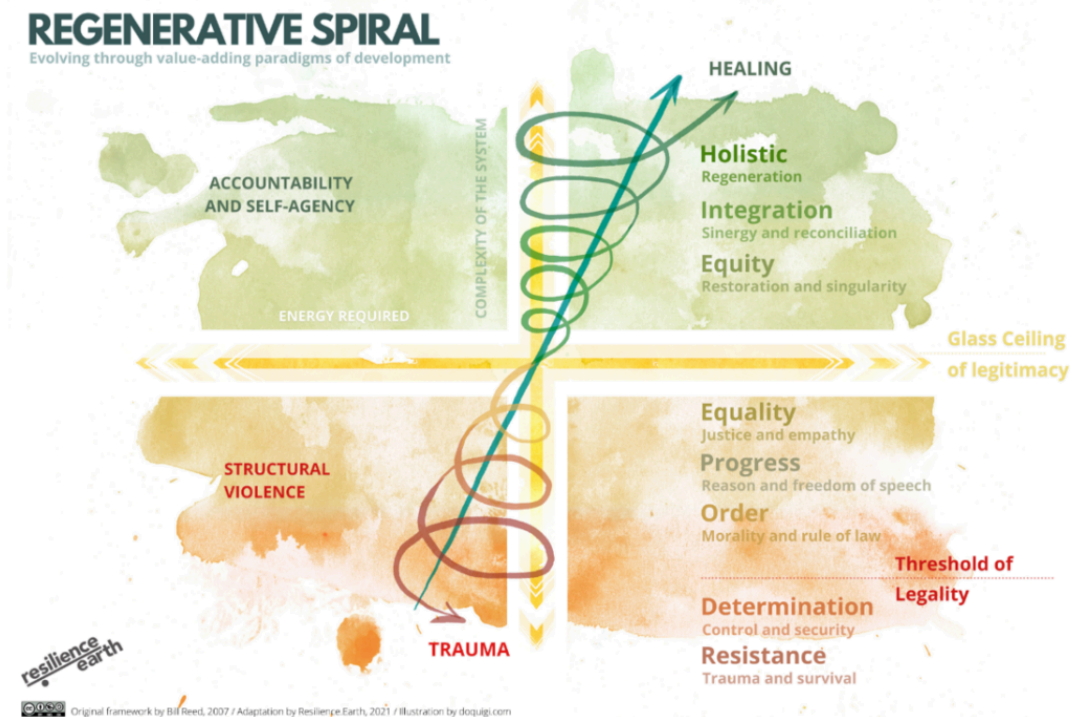 REGENERATIVE SPIRAL
Evolving through value-adding paradigms of development
HEALING
COMPLEXITY OF THE SYSTEM
ACCOUNTABILITY
AND SELF-AGENCY
ENERGY REQUIRED
Holistic
Regeneration
Integration
Sinergy and reconciliation
Equity
Restoration and singularity
Glass Ceiling
of legitimacy
Equality
Justice and empathy
Progress
Reason and freedom of speech
Order
Morality and rule of law
STRUCTURAL
VIOLENCE
Threshold of
Legality
Determination
Control and security
Resistance
Trauma and survival
TRAUMA
resilience
earth
Original framework by Bill Reed, 2007 / Adaptation by Resilience.Earth, 2021 / Illustration by doquigi.com